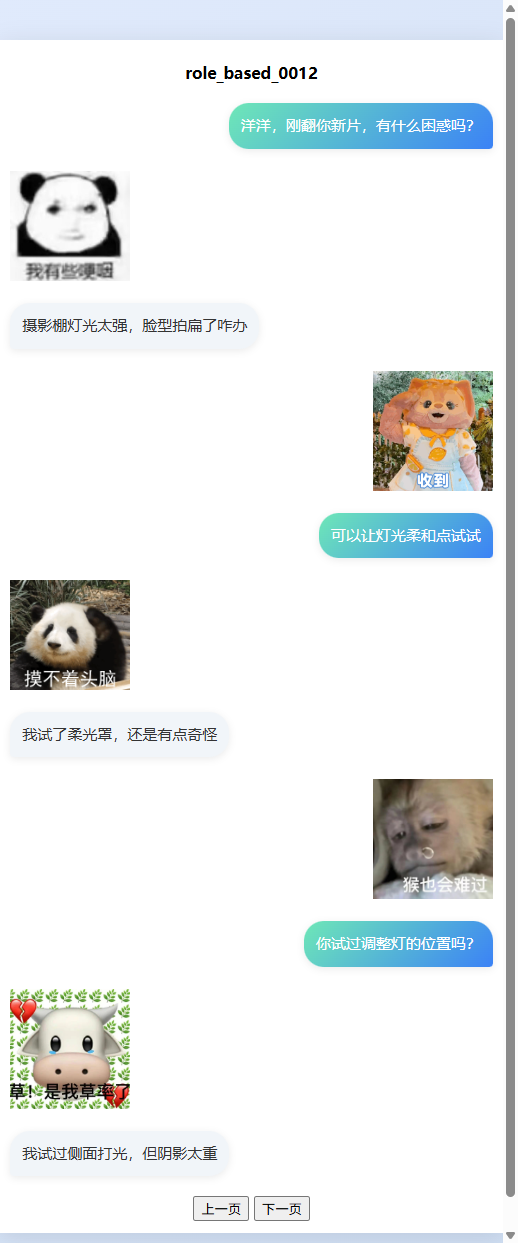 role_based_0012
洋洋，刚翻你新片，有什么困惑吗？
我有些哽咽
摄影棚灯光太强，脸型拍扁了咋办
收到
可以让灯光柔和点试试
摸不着头脑
我试了柔光罩，还是有点奇怪
猴也会难过
你试过调整灯的位置吗？
草！是我草率了
我试过侧面打光，但阴影太重
上一页 下一页